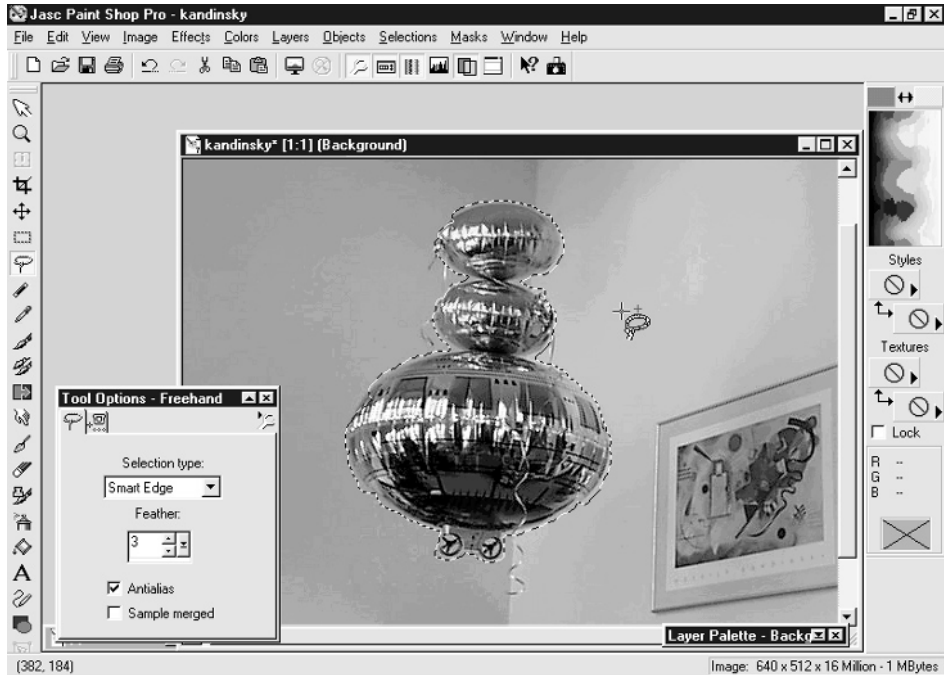 Jasc Paint Shop Pro - kandinsky
File Edit View Image Effects Colors Layers Objects Selections Masks Window Help
kandinsky* [1:1] (Background)
Styles
Textures
Lock
R --
G --
B --
Tool Options - Freehand
Selection type:
Smart Edge
Feather:
3
Antialias
Sample merged
A
Layer Palette - Backg
(382, 184)
Image: 640 x 512 x 16 Million - 1 MBytes